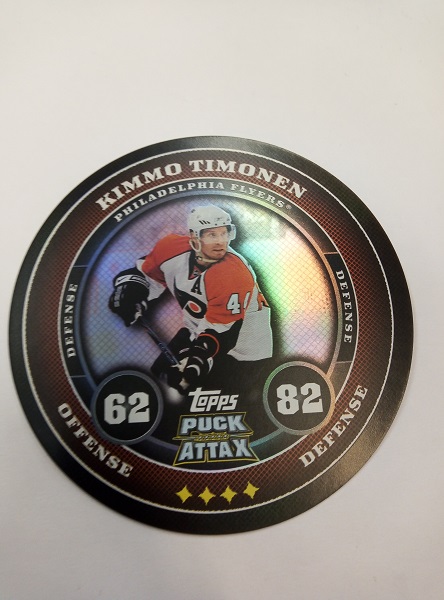 KIMMO TIMONEN
PHILADELPHIA FLYERS®
DEFENSE
DEFENSE
A
62
Topps
PUCK
ATTAX
82
OFFENSE
DEFENSE